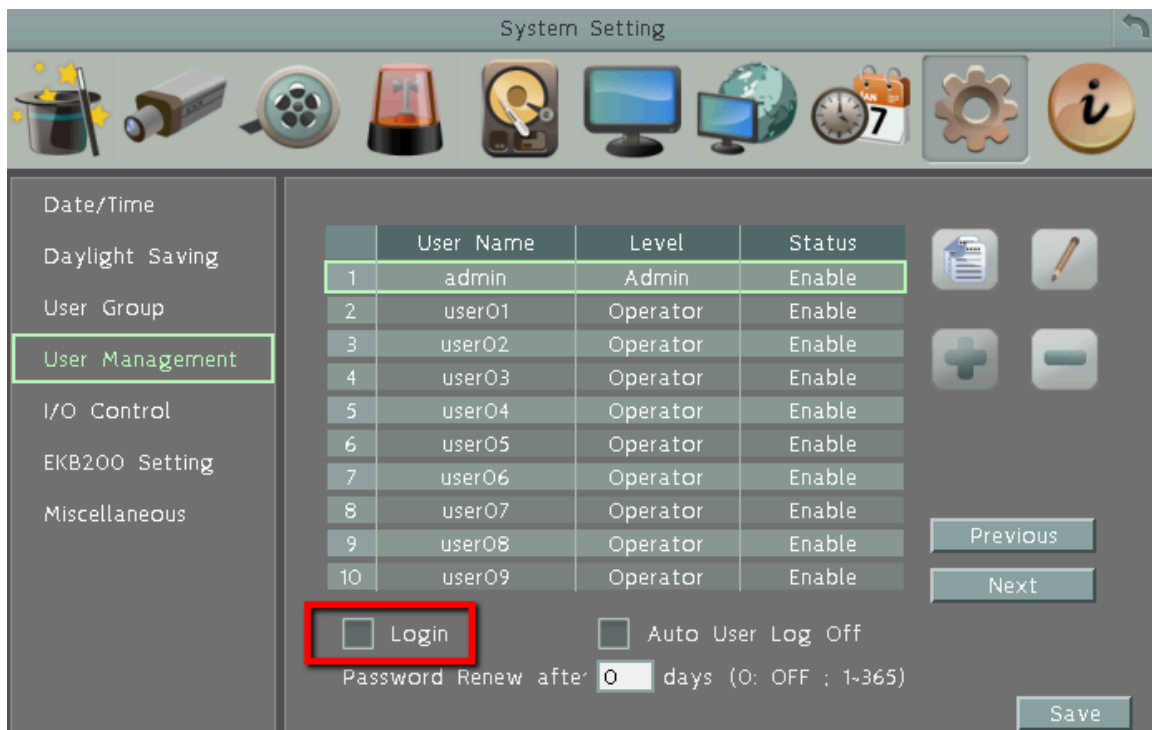 System Setting
JAN
7
i
Date/Time
Daylight Saving
User Group
User Management
I/O Control
EKB200 Setting
Miscellaneous
User Name Level Status
1 admin Admin Enable
2 user01 Operator Enable
3 user02 Operator Enable
4 user03 Operator Enable
5 user04 Operator Enable
6 user05 Operator Enable
7 user06 Operator Enable
8 user07 Operator Enable
9 user08 Operator Enable
10 user09 Operator Enable
Previous
Next
Login Auto User Log Off
Password Renew after 0 days (0: OFF ; 1~365)
Save